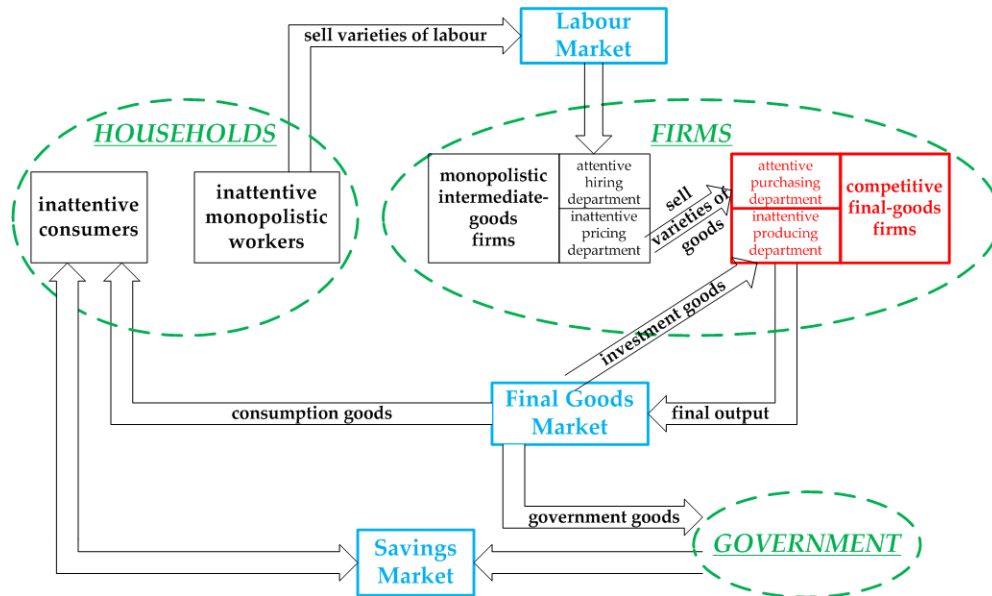 Labour
Market
sell varieties of labour
HOUSEHOLDS
FIRMS
inattentive
consumers
inattentive
monopolistic
workers
monopolistic
intermediate-
goods
firms
attentive
hiring
department
inattentive
pricing
department
sell
varieties of
goods
attentive
purchasing
department
inattentive
producing
department
competitive
final-goods
firms
investment goods
consumption goods
Final Goods
Market
final output
government goods
GOVERNMENT
Savings
Market